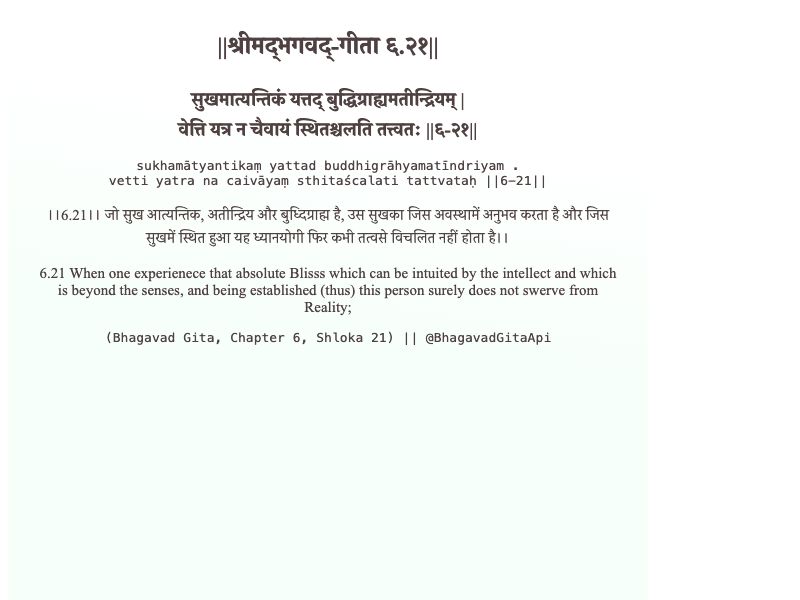 ||श्रीमद्‍भगवद्‍-गीता ६.२१||
सुखमात्यन्तिकं यत्तद् बुद्धिग्राह्यमतीन्द्रियम् |
वेत्ति यत्र न चैवायं स्थितश्चलति तत्त्वतः ||६-२१||
sukhamātyantikaṃ yattad buddhigrāhyamatīndriyam .
vetti yatra na caivāyaṃ sthitaścalati tattvataḥ ||6-21||
।।6.21।। जो सुख आत्यन्तिक, अतीन्द्रिय और बुध्दिग्राह्य है, उस सुखका जिस अवस्थामें अनुभव करता है और जिस
सुखमें स्थित हुआ यह ध्यानयोगी फिर कभी तत्वसे विचलित नहीं होता है।।
6.21 When one experienece that absolute Blisss which can be intuited by the intellect and which
is beyond the senses, and being established (thus) this person surely does not swerve from
Reality;
(Bhagavad Gita, Chapter 6, Shloka 21) || @BhagavadGitaApi